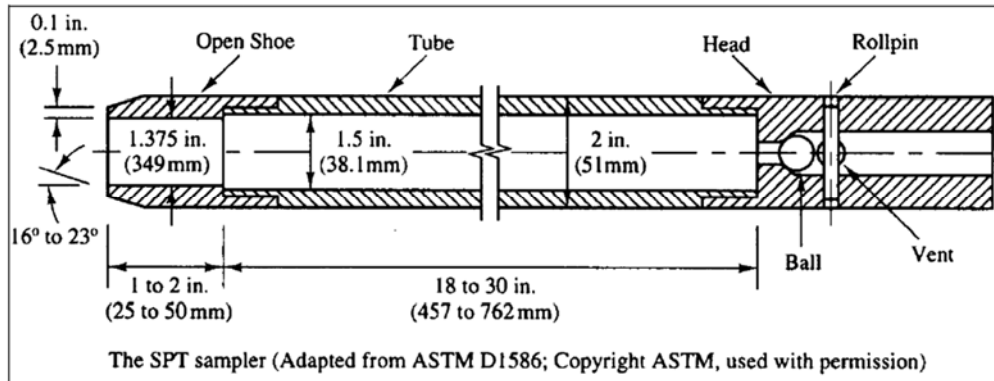 0.1 in.
(2.5mm)
Open Shoe
Tube
Head
Rollpin
1.375 in.
(349mm)
1.5 in.
(38.1mm)
2 in.
(51mm)
16° to 23°
Ball
Vent
1 to 2 in.
(25 to 50mm)
18 to 30 in.
(457 to 762mm)
The SPT sampler (Adapted from ASTM D1586; Copyright ASTM, used with permission)